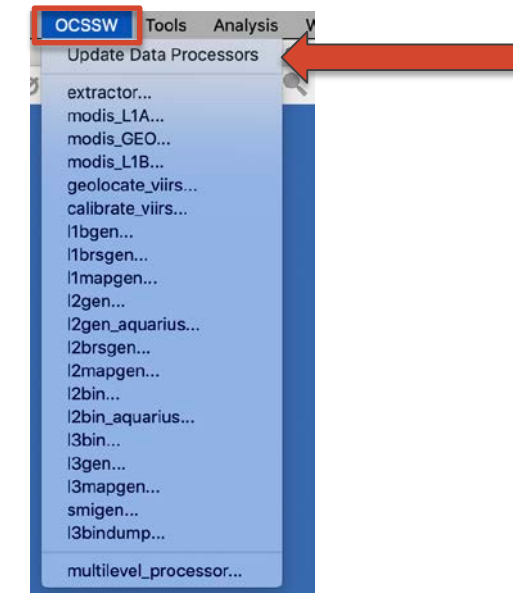 OCSSW Tools Analysis W
Update Data Processors
extractor...
modis_L1A...
modis_GEO...
modis_L1B...
geolocate_viirs...
calibrate_viirs...
l1bgen...
l1brsgen...
l1mapgen...
l2gen...
l2gen_aquarius...
l2brsgen...
l2mapgen...
l2bin...
l2bin_aquarius...
l3bin...
l3gen...
l3mapgen...
smigen...
l3bindump...
multilevel_processor...